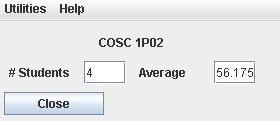 Utilities Help
COSC 1P02
# Students 4 Average 56.175
Close